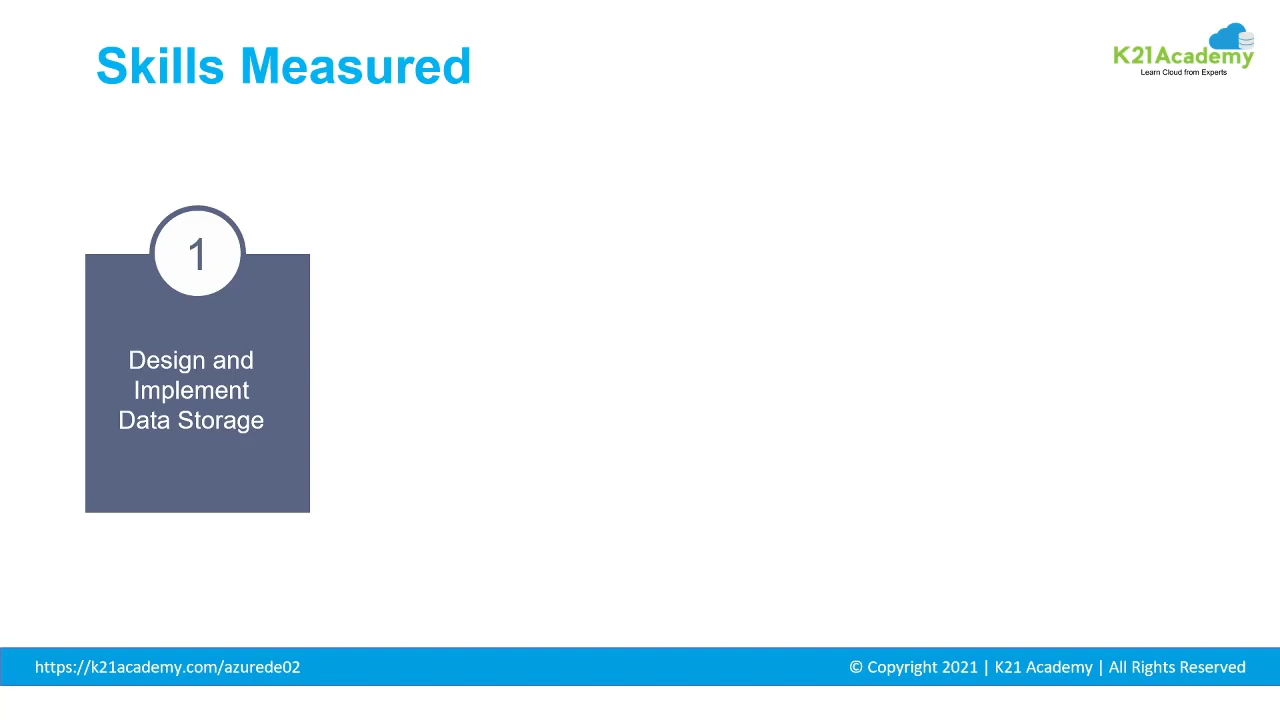 Skills Measured
K21Academy
Learn Cloud from Experts
1
Design and
Implement
Data Storage
https://k21academy.com/azurede02
© Copyright 2021 | K21 Academy | All Rights Reserved